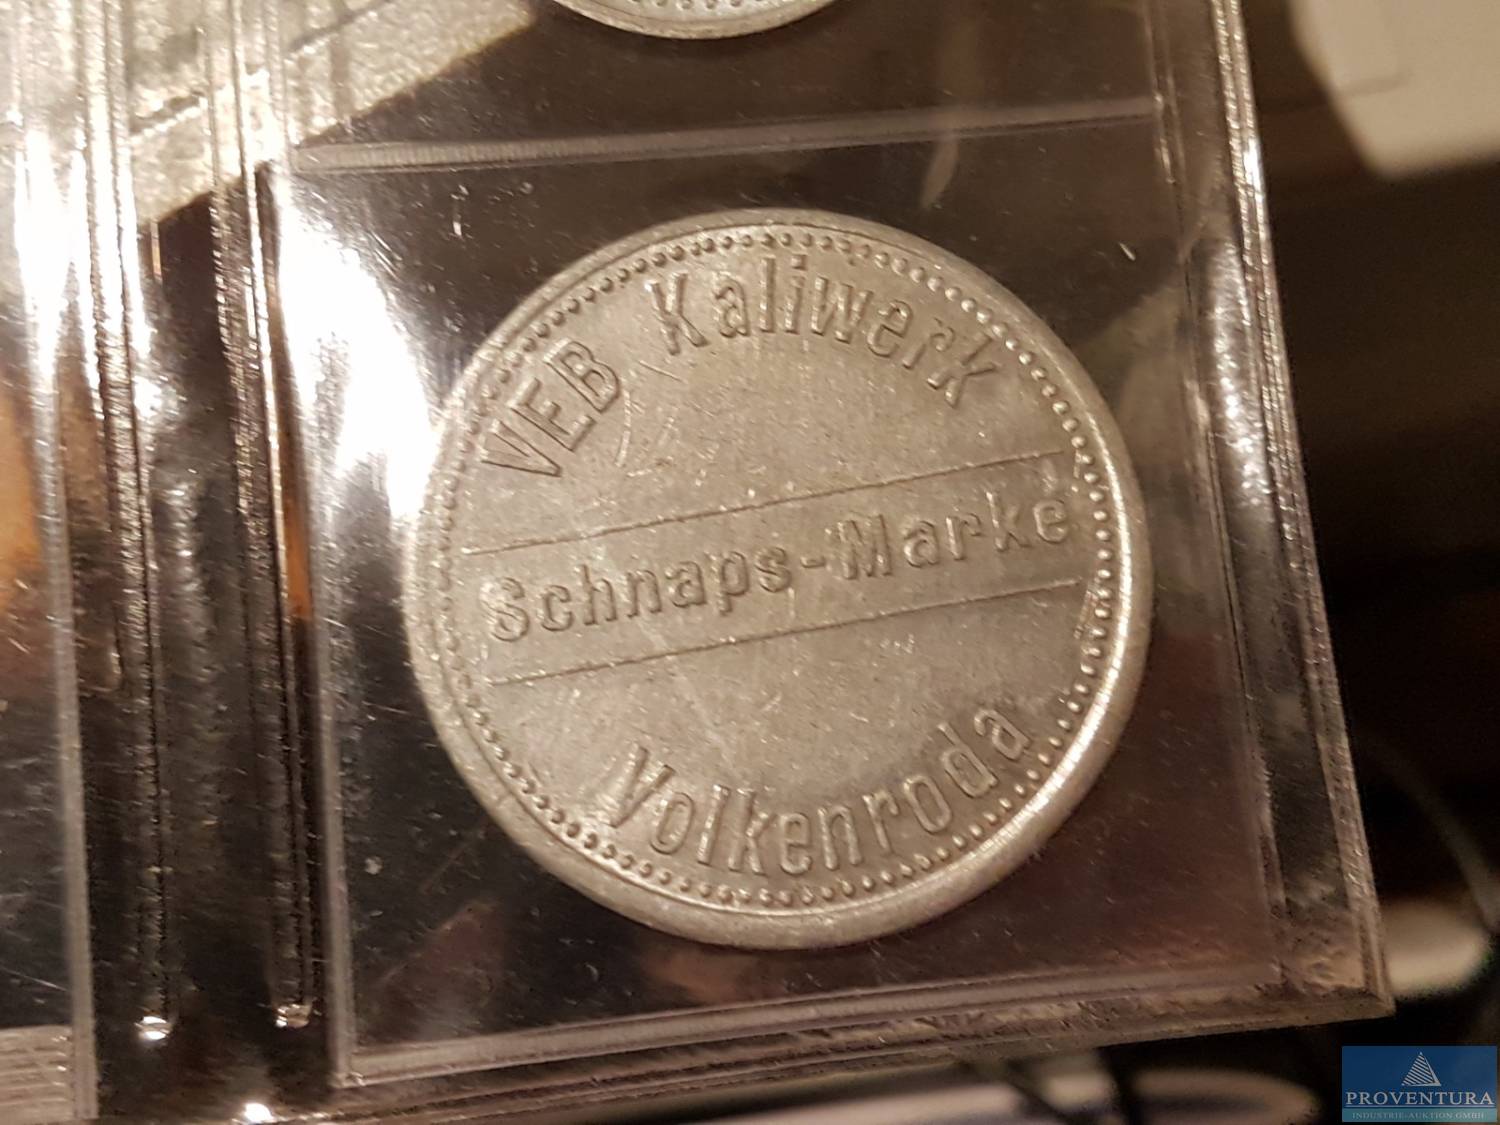 VEB Kaliwerk
Schnaps-Marke
Volkenroda
PROVENTURA
INDUSTRIE-AUKTION GMBH